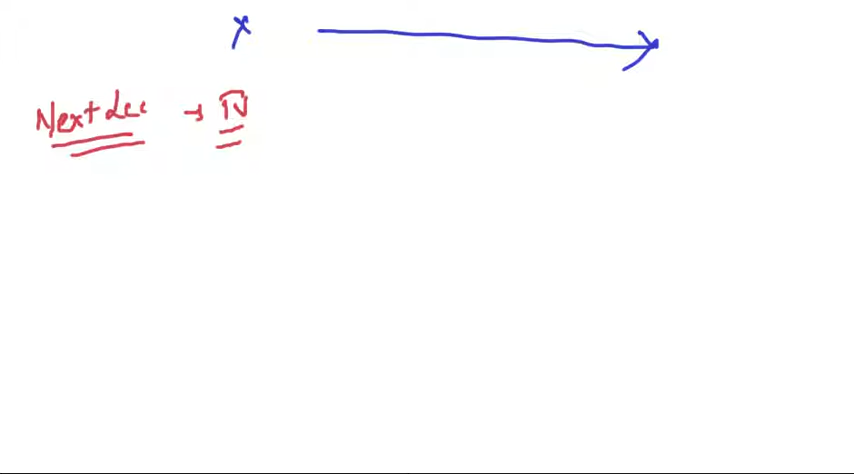 x
Next Lec → IV